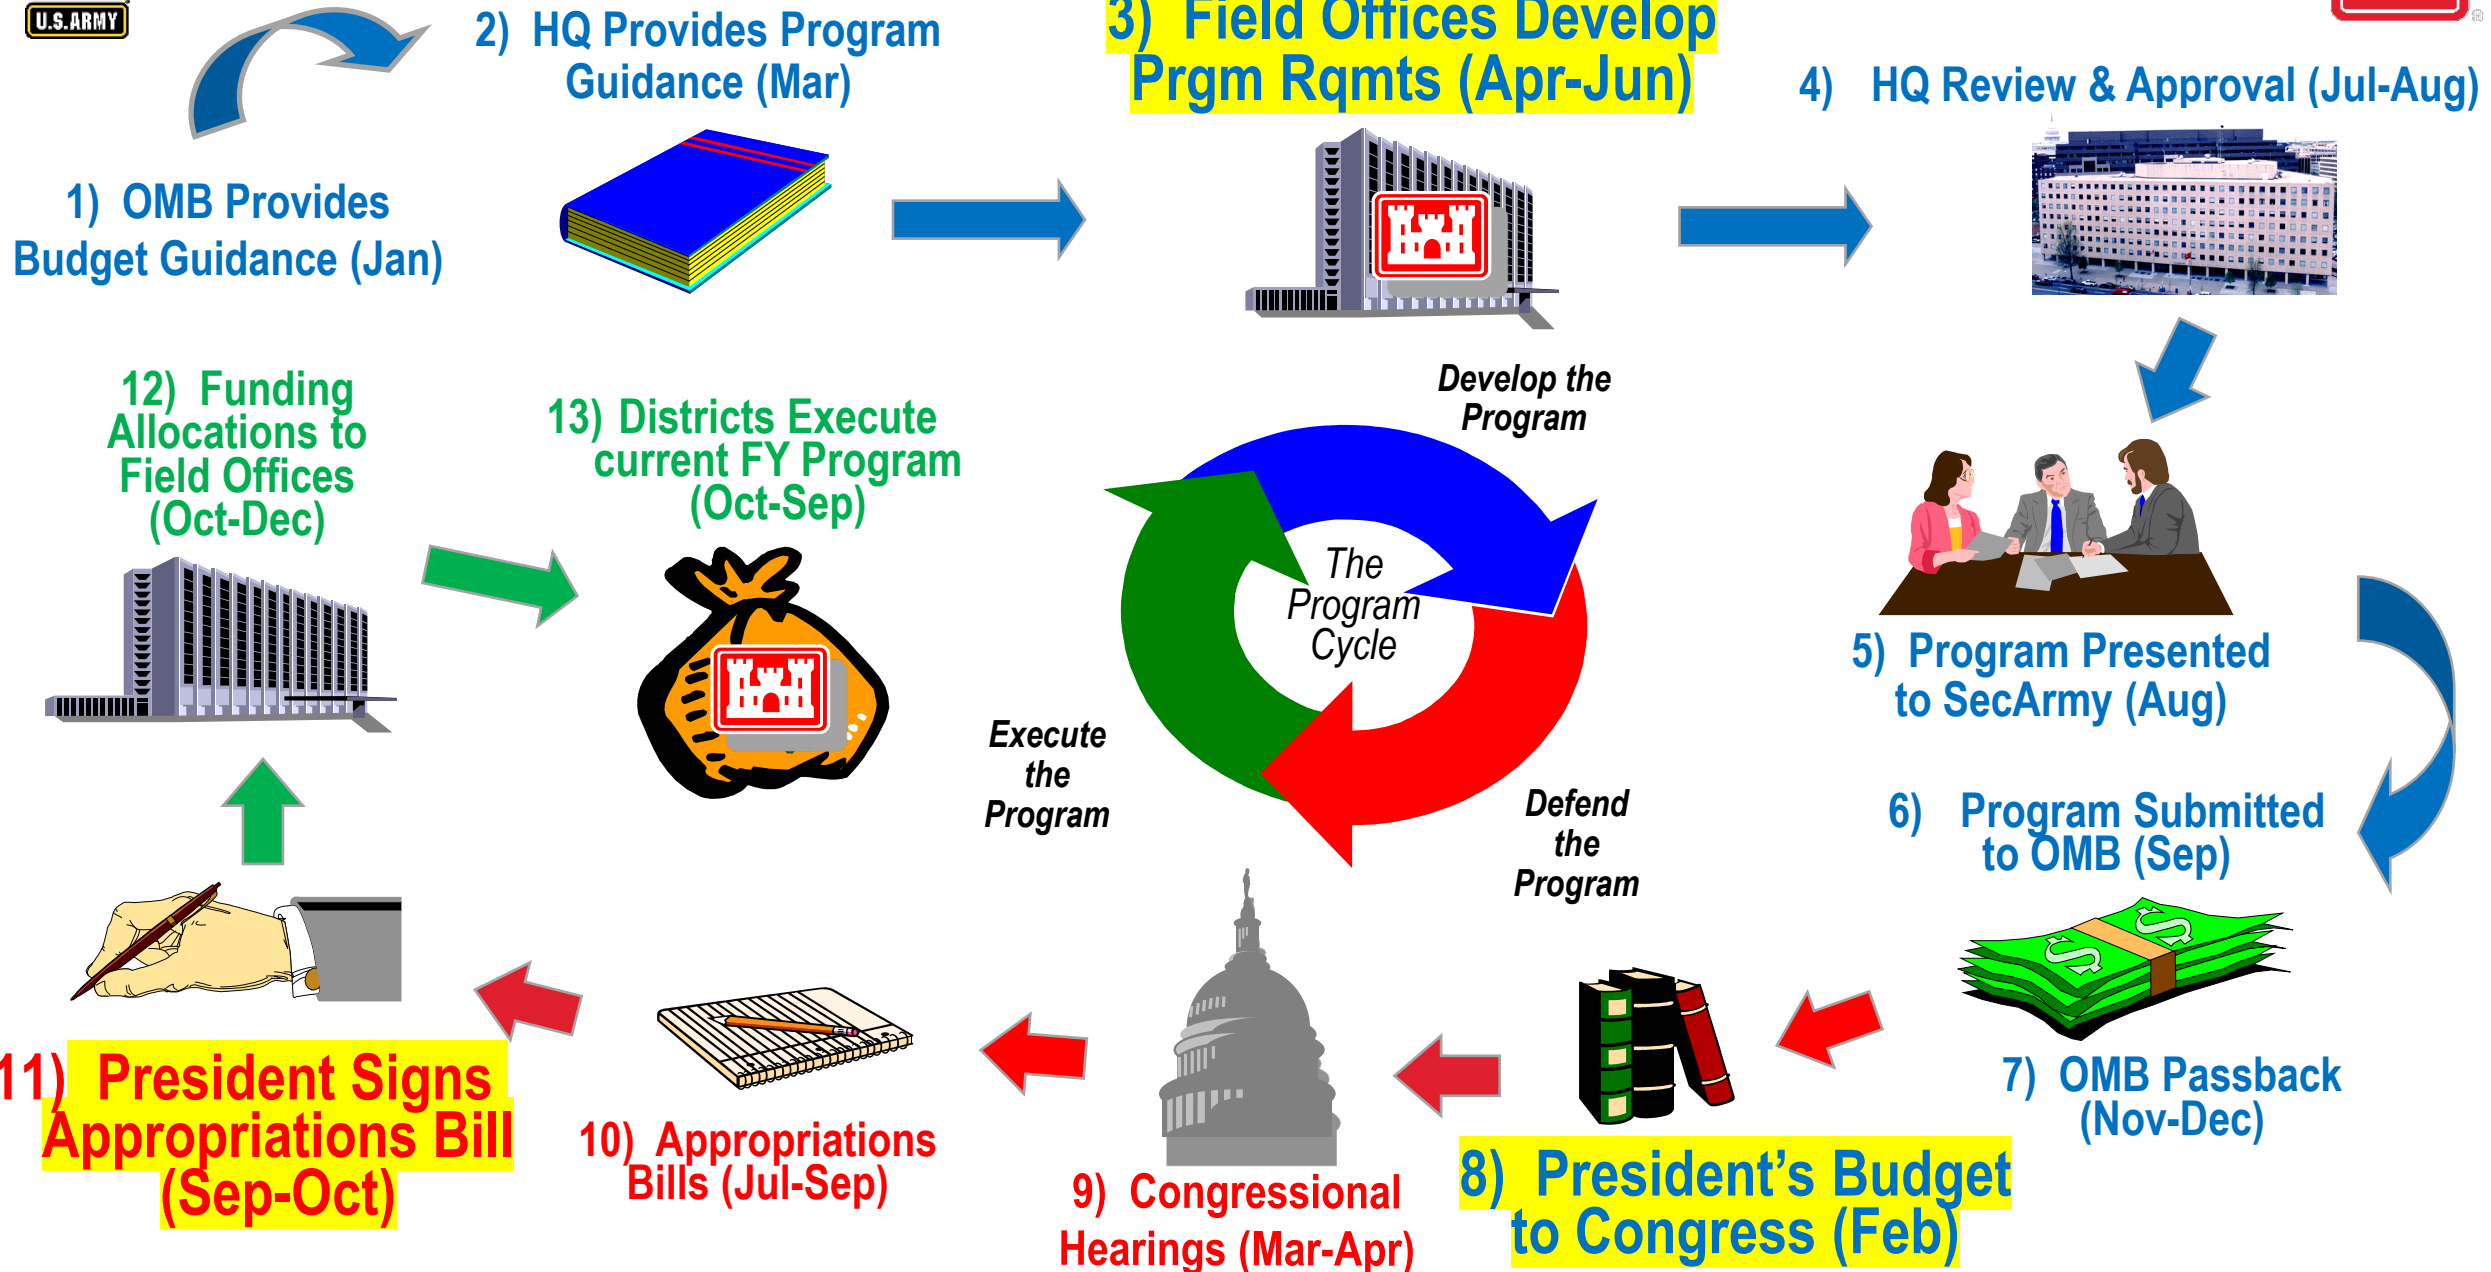 U.S.ARMY
2) HQ Provides Program
Guidance (Mar)
3) Field Offices Develop
Prgm Rqmts (Apr-Jun)
4) HQ Review & Approval (Jul-Aug)
1) OMB Provides
Budget Guidance (Jan)
12) Funding
Allocations to
Field Offices
(Oct-Dec)
13) Districts Execute
current FY Program
(Oct-Sep)
Develop the
Program
The
Program
Cycle
Execute
the
Program
Defend
the
Program
5) Program Presented
to SecArmy (Aug)
6) Program Submitted
to OMB (Sep)
7) OMB Passback
(Nov-Dec)
8) President’s Budget
to Congress (Feb)
9) Congressional
Hearings (Mar-Apr)
10) Appropriations
Bills (Jul-Sep)
11) President Signs
Appropriations Bill
(Sep-Oct)